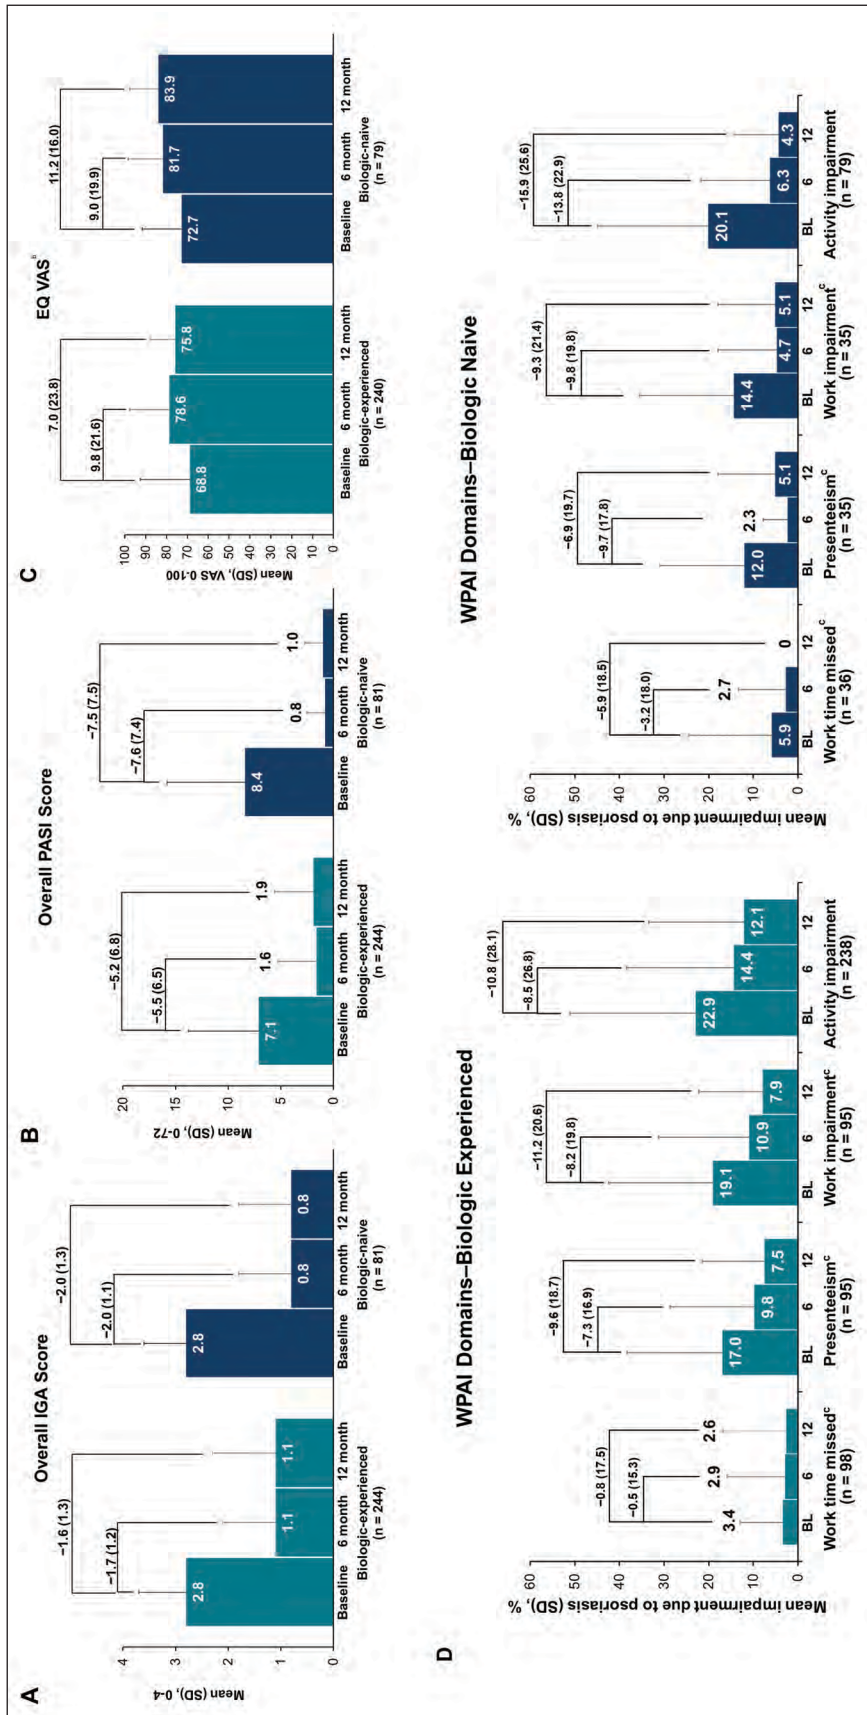 A
Overall IGA Score
Mean (SD), 0-4
4
3
2
1
0
−1.6 (1.3)
−1.7 (1.2)
2.8
1.1
1.1
Baseline 6 month 12 month
Biologic-experienced
(n = 244)
−2.0 (1.3)
−2.0 (1.1)
2.8
0.8
0.8
Baseline 6 month 12 month
Biologic-naive
(n = 81)
B
Overall PASI Score
Mean (SD), 0-72
20
15
10
5
0
−5.2 (6.8)
−5.5 (6.5)
7.1
1.6
1.9
Baseline 6 month 12 month
Biologic-experienced
(n = 244)
−7.5 (7.5)
−7.6 (7.4)
8.4
0.8
1.0
Baseline 6 month 12 month
Biologic-naive
(n = 81)
C
EQ VASᵇ
Mean (SD), VAS 0-100
100
90
80
70
60
50
40
30
20
10
0
7.0 (23.8)
9.8 (21.6)
68.8
78.6
75.8
Baseline 6 month 12 month
Biologic-experienced
(n = 240)
11.2 (16.0)
9.0 (19.9)
72.7
81.7
83.9
Baseline 6 month 12 month
Biologic-naive
(n = 79)
D
WPAI Domains–Biologic Experienced
Mean impairment due to psoriasis (SD), %
60
50
40
30
20
10
0
−0.8 (17.5)
−0.5 (15.3)
3.4
2.9
2.6
BL 6 12
Work time missedᶜ
(n = 98)
−9.6 (18.7)
−7.3 (16.9)
17.0
9.8
7.5
BL 6 12
Presenteeismᶜ
(n = 95)
−11.2 (20.6)
−8.2 (19.8)
19.1
10.9
7.9
BL 6 12
Work impairmentᶜ
(n = 95)
−10.8 (28.1)
−8.5 (26.8)
22.9
14.4
12.1
BL 6 12
Activity impairment
(n = 238)
WPAI Domains–Biologic Naive
Mean impairment due to psoriasis (SD), %
60
50
40
30
20
10
0
−5.9 (18.5)
−3.2 (18.0)
5.9
2.7
0
BL 6 12
Work time missedᶜ
(n = 36)
−6.9 (19.7)
−9.7 (17.8)
12.0
2.3
5.1
BL 6 12
Presenteeismᶜ
(n = 35)
−9.3 (21.4)
−9.8 (19.8)
14.4
4.7
5.1
BL 6 12
Work impairmentᶜ
(n = 35)
−15.9 (25.6)
−13.8 (22.9)
20.1
6.3
4.3
BL 6 12
Activity impairment
(n = 79)